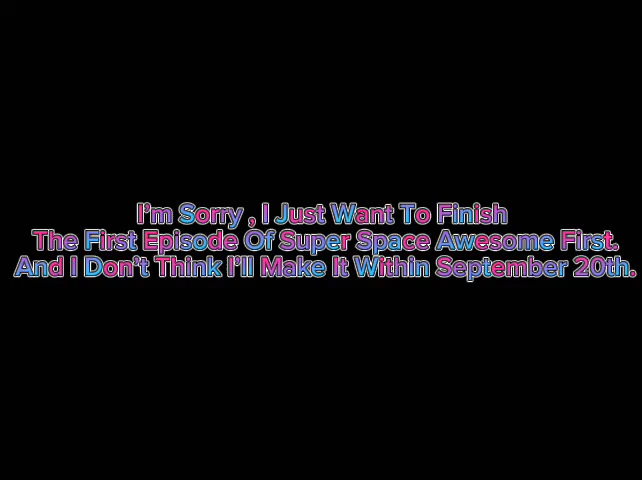 I'm Sorry , I Just Want To Finish
The First Episode Of Super Space Awesome First.
And I Don't Think I'll Make It Within September 20th.